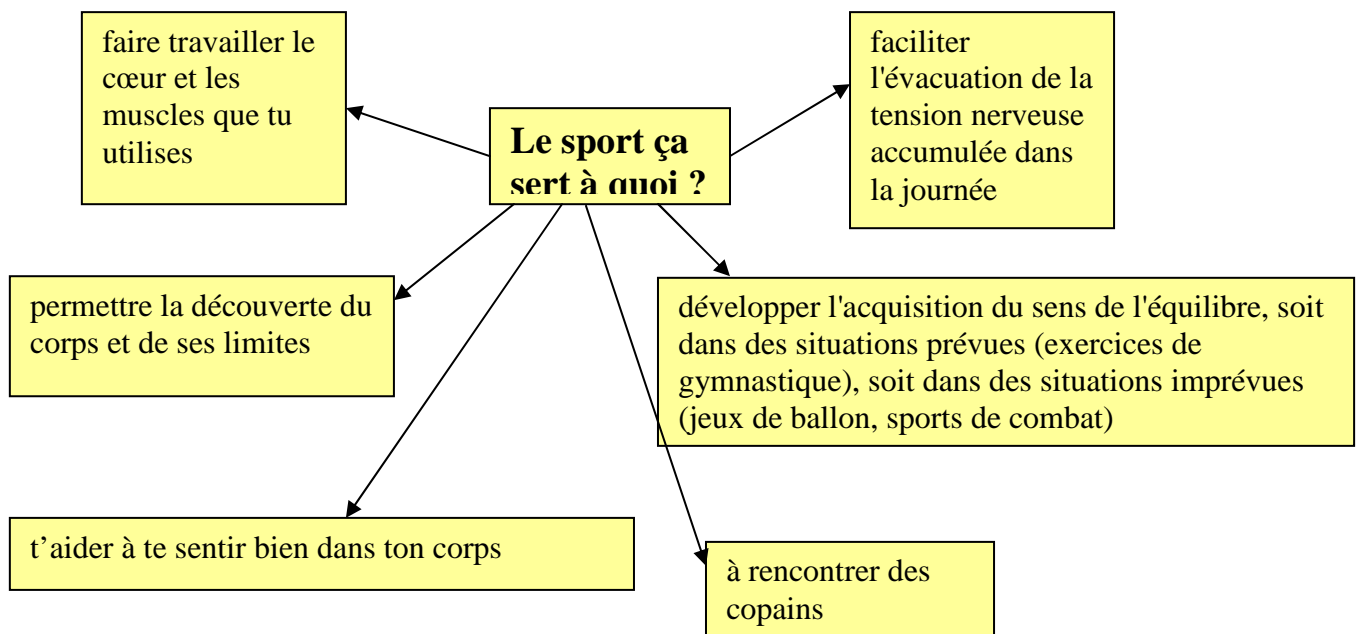 faire travailler le
cœur et les
muscles que tu
utilises
faciliter
l'évacuation de la
tension nerveuse
accumulée dans
la journée
Le sport ça
sert à quoi ?
permettre la découverte du
corps et de ses limites
développer l'acquisition du sens de l'équilibre, soit
dans des situations prévues (exercices de
gymnastique), soit dans des situations imprévues
(jeux de ballon, sports de combat)
t’aider à te sentir bien dans ton corps
à rencontrer des
copains